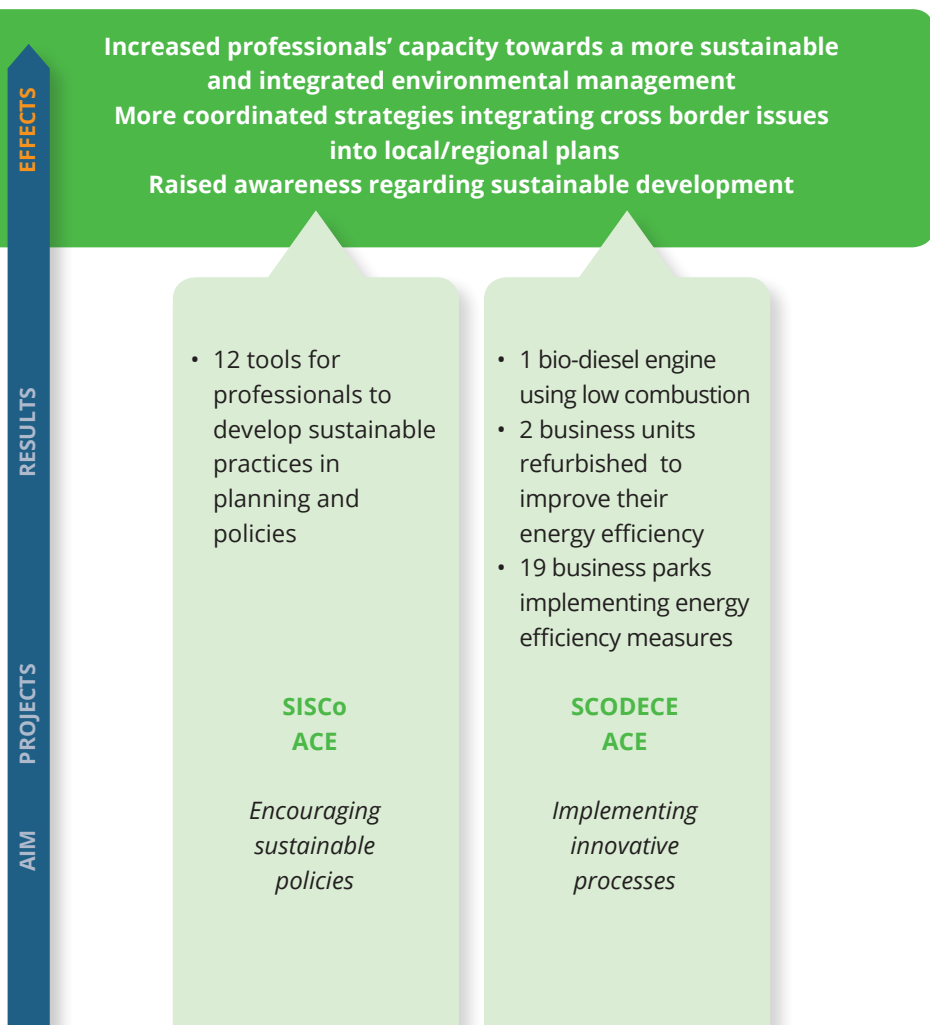 Increased professionals’ capacity towards a more sustainable
and integrated environmental management
More coordinated strategies integrating cross border issues
into local/regional plans
Raised awareness regarding sustainable development
EFFECTS
RESULTS
PROJECTS
AIM
• 12 tools for
professionals to
develop sustainable
practices in
planning and
policies
SISCo
ACE
Encouraging
sustainable
policies
• 1 bio-diesel engine
using low combustion
• 2 business units
refurbished to
improve their
energy efficiency
• 19 business parks
implementing energy
efficiency measures
SCODECE
ACE
Implementing
innovative
processes